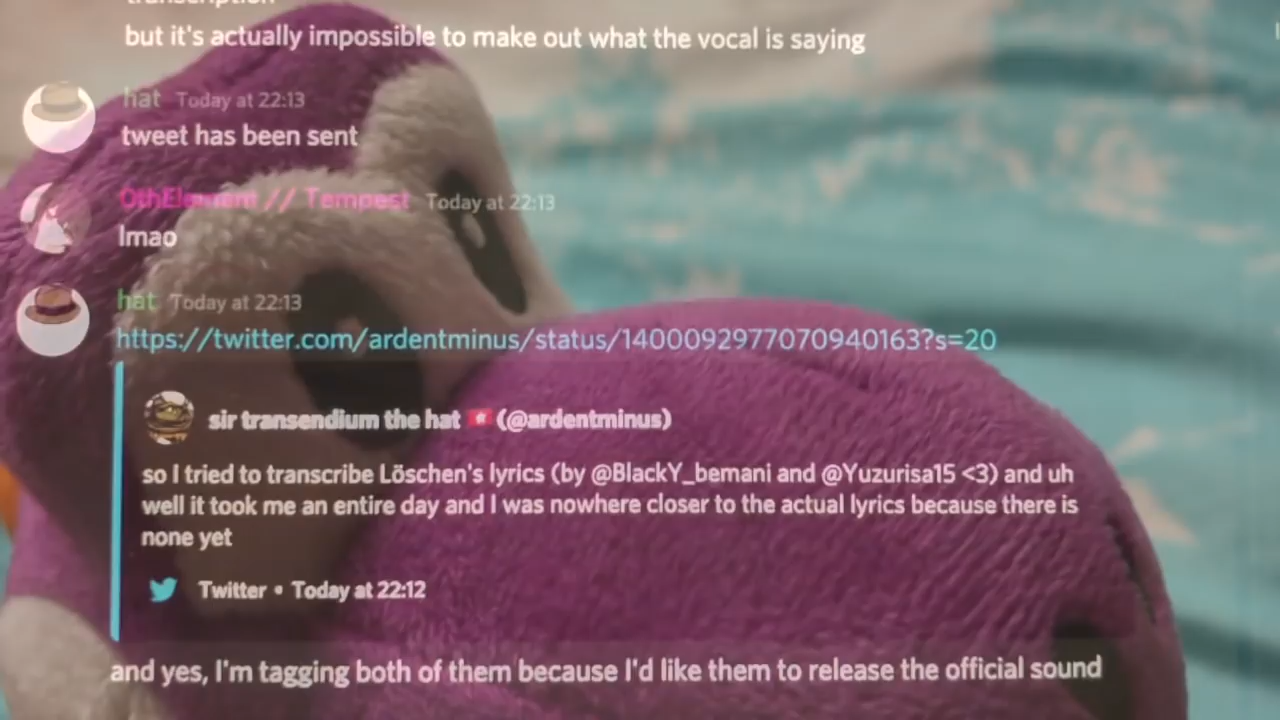 but it's actually impossible to make out what the vocal is saying
hat Today at 22:13
tweet has been sent
0thElement // Tempest Today at 22:13
lmao
hat Today at 22:13
https://twitter.com/ardentminus/status/1400092977070940163?s=20
sir transendium the hat 🇭🇰 (@ardentminus)
so I tried to transcribe Löschen's lyrics (by @BlackY_bemani and @Yuzurisa15 <3) and uh
well it took me an entire day and I was nowhere closer to the actual lyrics because there is
none yet
Twitter • Today at 22:12
and yes, I'm tagging both of them because I'd like them to release the official sound